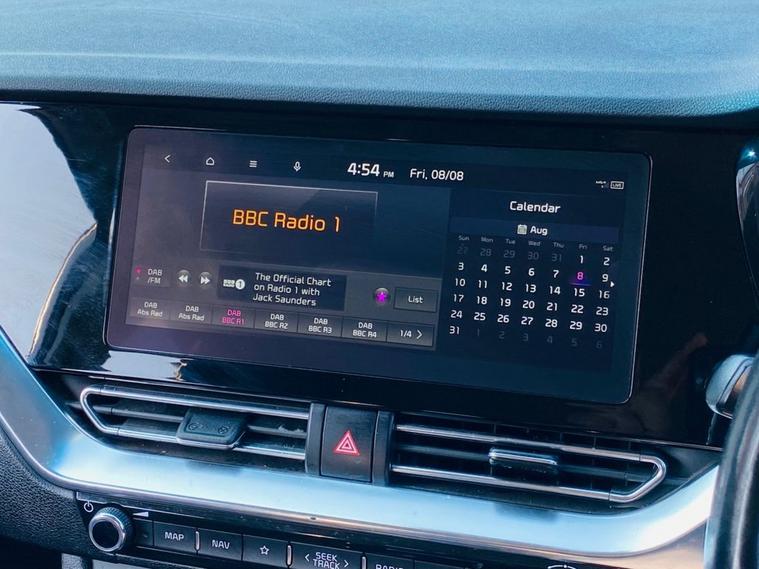 4:54 PM Fri, 08/08
LIVE
BBC Radio 1
DAB
/FM
The Official Chart
on Radio 1 with
Jack Saunders
List
DAB
Abs Rad
DAB
Abs Rad
DAB
BBC R1
DAB
BBC R2
DAB
BBC R3
DAB
BBC R4
1/4
Calendar
Aug
Sun Mon Tue Wed Thu Fri Sat
27 28 29 30 31 1 2
3 4 5 6 7 8 9
10 11 12 13 14 15 16
17 18 19 20 21 22 23
24 25 26 27 28 29 30
31 1 2 3 4 5 6
MAP
NAV
SEEK
TRACK
RADIO